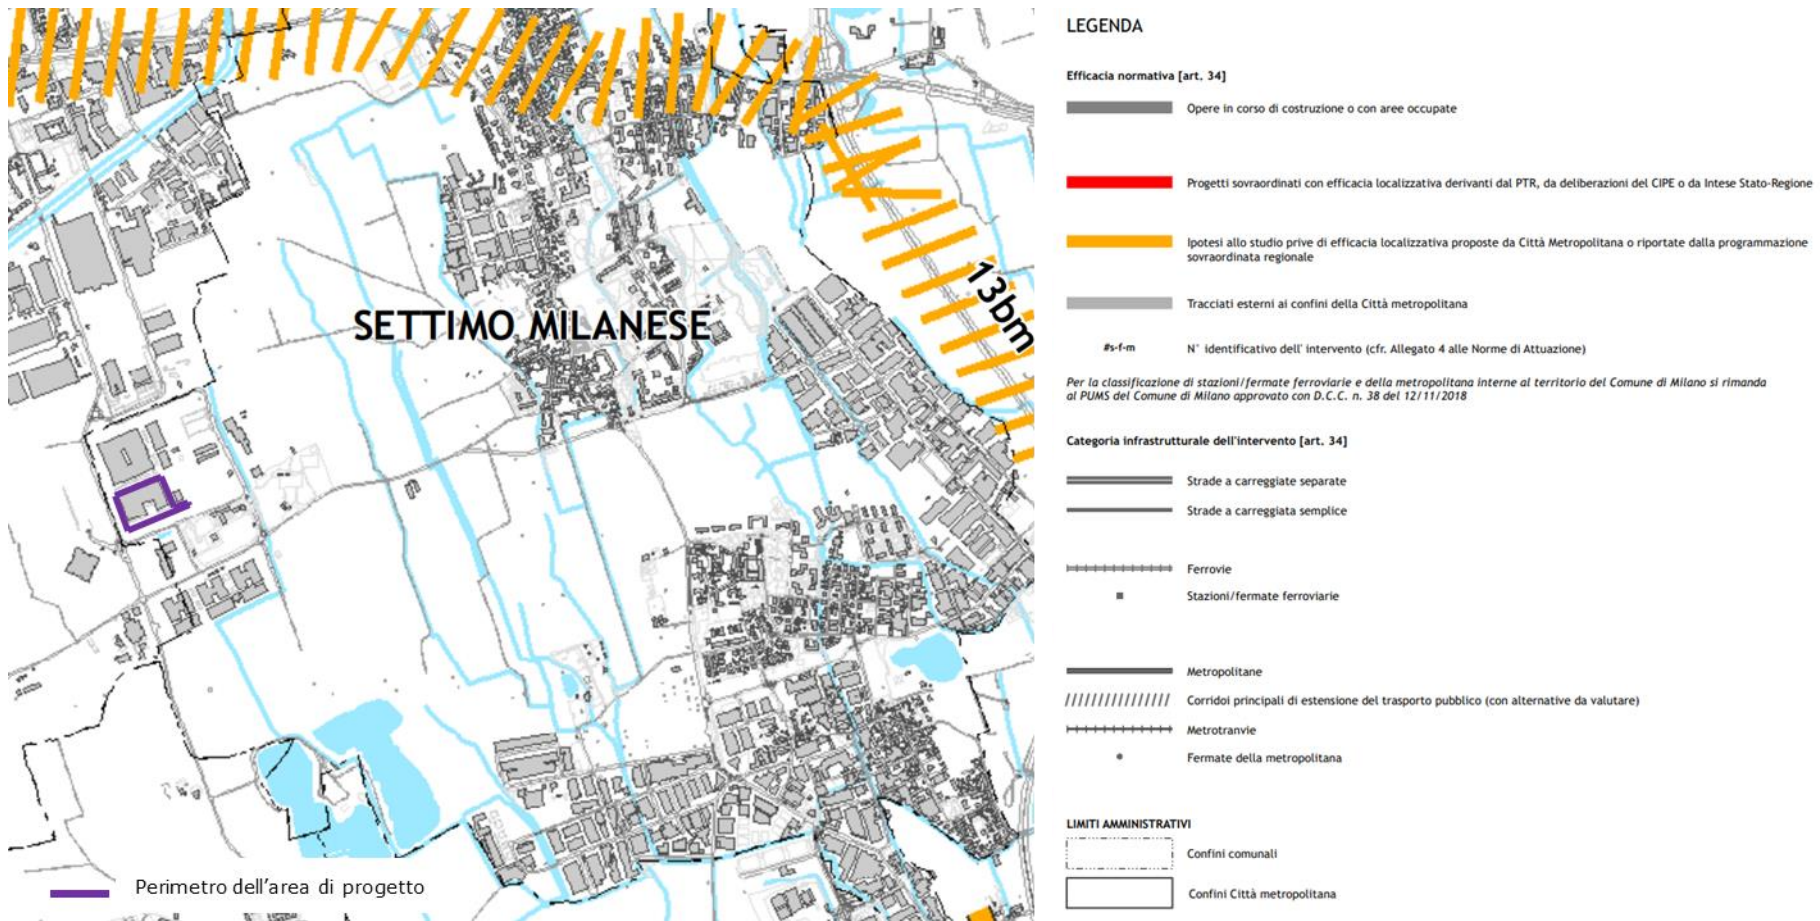 SETTIMO MILANESE
13bm
Perimetro dell'area di progetto
LEGENDA
Efficacia normativa [art. 34]
Opere in corso di costruzione o con aree occupate
Progetti sovraordinati con efficacia localizzativa derivanti dal PTR, da deliberazioni del CIPE o da Intese Stato-Regione
Ipotesi allo studio prive di efficacia localizzativa proposte da Città Metropolitana o riportate dalla programmazione
sovraordinata regionale
Tracciati esterni ai confini della Città metropolitana
#s-f-m N° identificativo dell' intervento (cfr. Allegato 4 alle Norme di Attuazione)
Per la classificazione di stazioni/fermate ferroviarie e della metropolitana interne al territorio del Comune di Milano si rimanda
al PUMS del Comune di Milano approvato con D.C.C. n. 38 del 12/11/2018
Categoria infrastrutturale dell'intervento [art. 34]
Strade a carreggiate separate
Strade a carreggiata semplice
Ferrovie
Stazioni/fermate ferroviarie
Metropolitane
Corridoi principali di estensione del trasporto pubblico (con alternative da valutare)
Metrotranvie
Fermate della metropolitana
LIMITI AMMINISTRATIVI
Confini comunali
Confini Città metropolitana